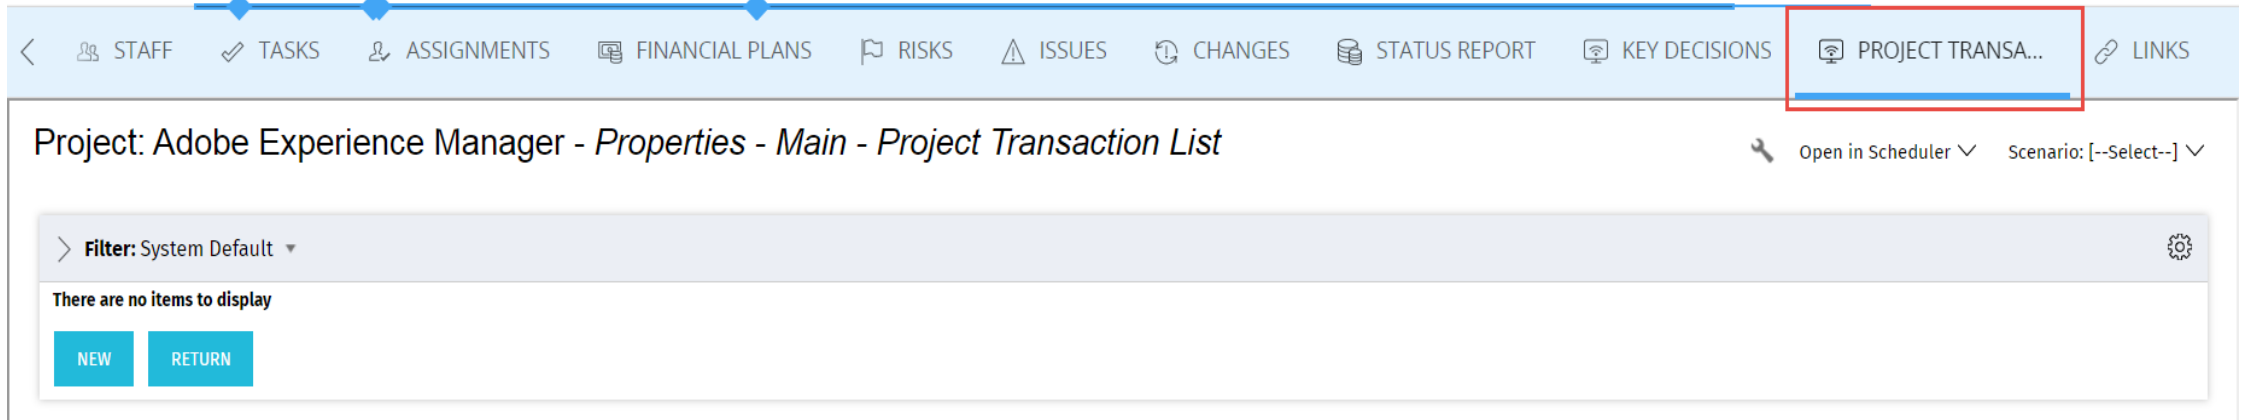 STAFF TASKS ASSIGNMENTS FINANCIAL PLANS RISKS ISSUES CHANGES STATUS REPORT KEY DECISIONS PROJECT TRANSA... LINKS
Project: Adobe Experience Manager - Properties - Main - Project Transaction List
Open in Scheduler Scenario: [--Select--]
Filter: System Default
There are no items to display
NEW RETURN